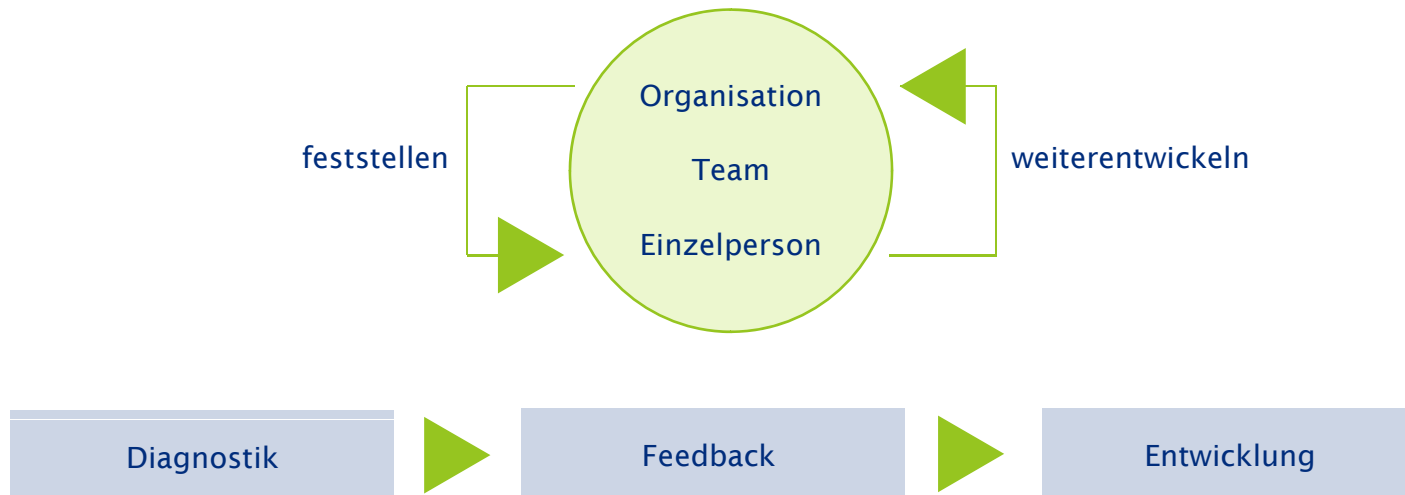 Organisation
feststellen
Team
weiterentwickeln
Einzelperson
Diagnostik
Feedback
Entwicklung